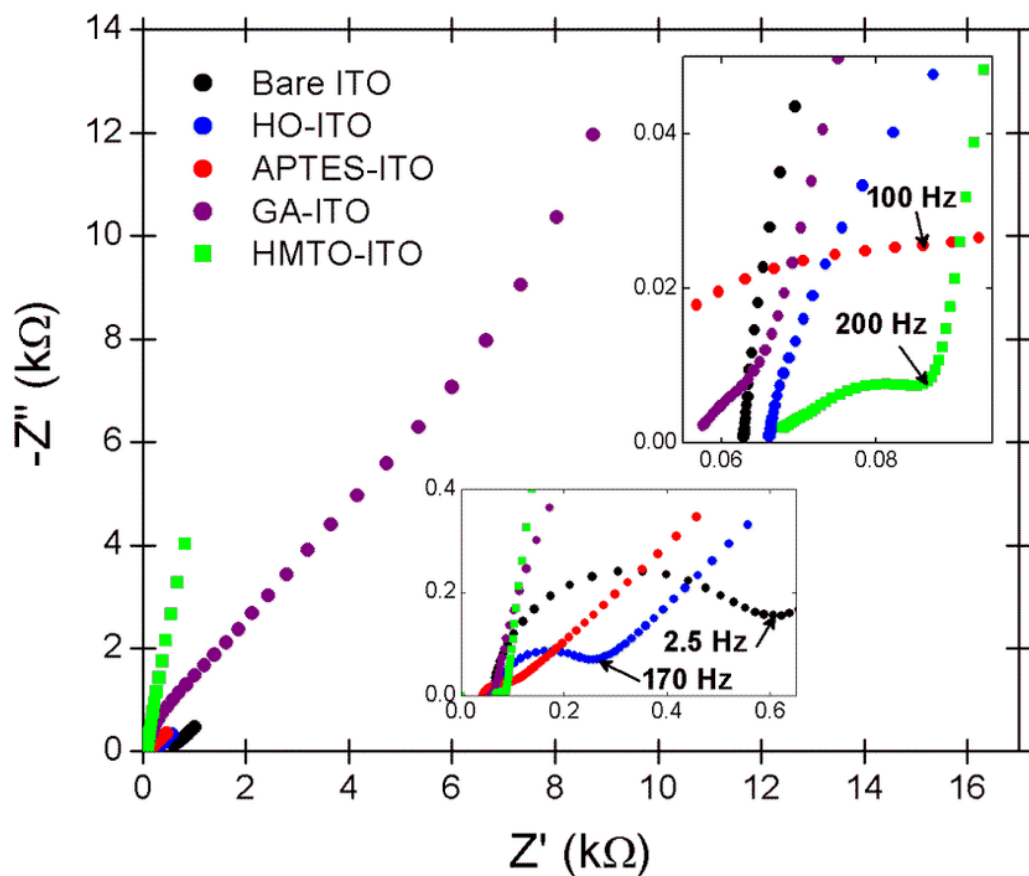 14
12
10
8
6
4
2
0
-Z'' (kΩ)
Bare ITO
HO-ITO
APTES-ITO
GA-ITO
HMTO-ITO
0.04
0.02
0.00
100 Hz
200 Hz
0.06 0.08
0.4
0.2
0.0
2.5 Hz
170 Hz
0.0 0.2 0.4 0.6
0 2 4 6 8 10 12 14 16
Z' (kΩ)